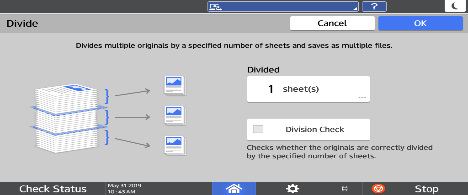 ?
Divide
Cancel
OK
Divides multiple originals by a specified number of sheets and saves as multiple files.
Divided
1 sheet(s)
Division Check
Checks whether the originals are correctly divided
by the specified number of sheets.
Check Status
May 31 2019
10:43 AM
Stop